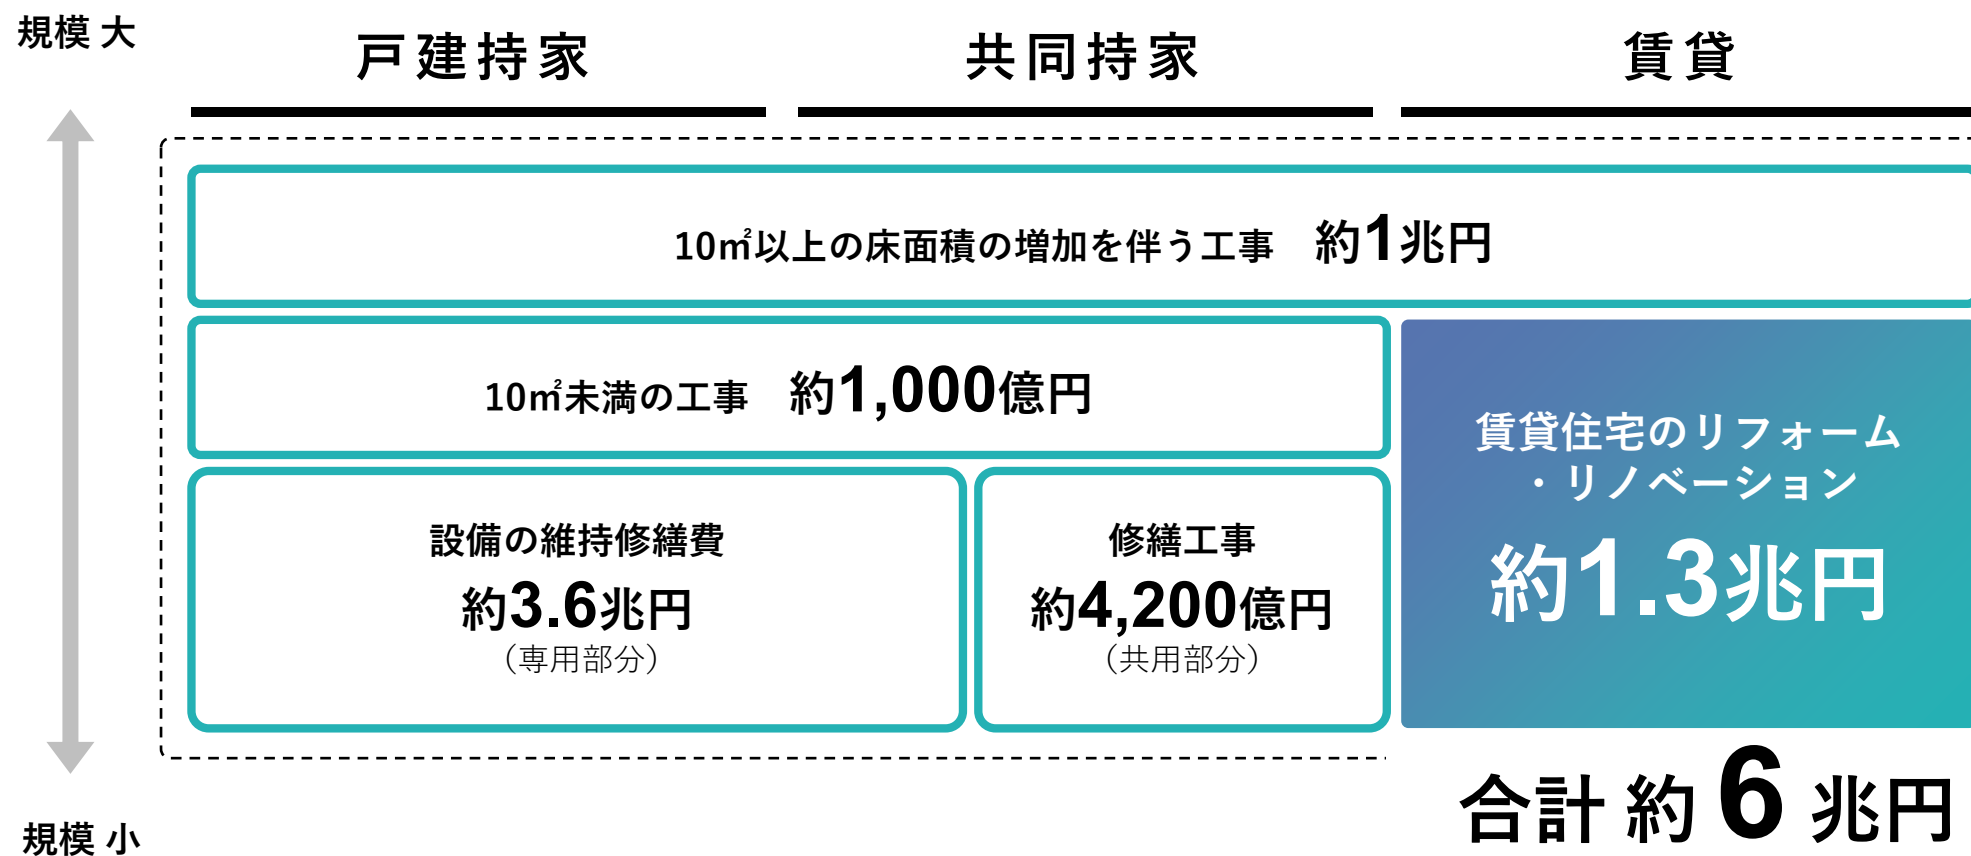 規模 大
戸建持家
共同持家
賃貸
10㎡以上の床面積の増加を伴う工事 約1兆円
10㎡未満の工事 約1,000億円
設備の維持修繕費
約3.6兆円
（専用部分）
修繕工事
約4,200億円
（共用部分）
賃貸住宅のリフォーム
・リノベーション
約1.3兆円
合計 約 6 兆円
規模 小